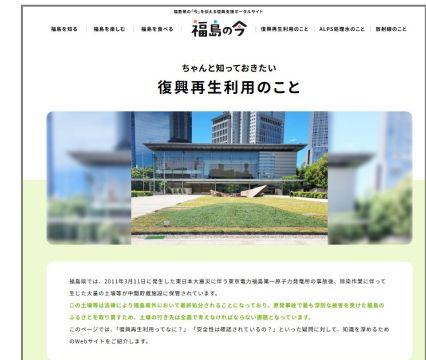 福島県の「今」を伝える復興支援ポータルサイト
福島を知る 福島を楽しむ 福島を食べる 福島の今 復興再生利用のこと ALPS処理水のこと 放射線のこと
ちゃんと知っておきたい
復興再生利用のこと
福島県では、2011年3月11日に発生した東日本大震災に伴う東京電力福島第一原子力発電所の事故後、除染作業に伴って
生じた大量の土壌等が中間貯蔵施設に保管されています。
この土壌等は法律により福島県外において最終処分されることになっており、原発事故で最も深刻な被害を受けた福島の
ふるさとを取り戻すため、土壌の行き先は全国で考えなければならない課題となっています。
このページでは、「復興再生利用ってなに?」「安全性は確認されているの?」といった疑問に対して、知識を深めるため
のWebサイトをご紹介します。